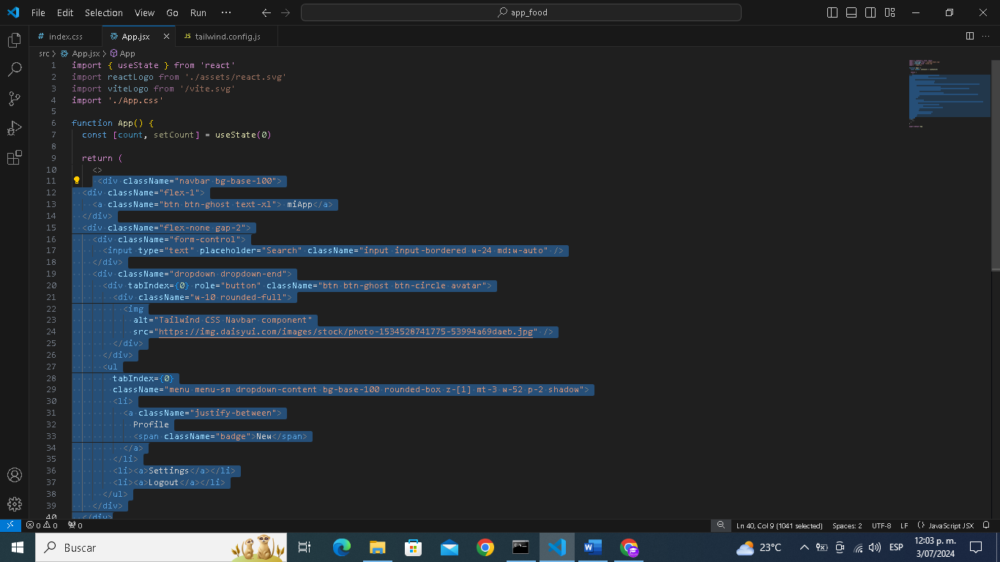 File Edit Selection View Go Run ··· app_food
index.css App.jsx JS tailwind.config.js
src > App.jsx > App
1 import { useState } from 'react'
2 import reactLogo from './assets/react.svg'
3 import viteLogo from '/vite.svg'
4 import './App.css'
5
6 function App() {
7 const [count, setCount] = useState(0)
8
9 return (
10 <>
11 <div className="navbar bg-base-100">
12 <div className="flex-1">
13 <a className="btn btn-ghost text-xl"> miApp</a>
14 </div>
15 <div className="flex-none gap-2">
16 <div className="form-control">
17 <input type="text" placeholder="Search" className="input input-bordered w-24 md:w-auto" />
18 </div>
19 <div className="dropdown dropdown-end">
20 <div tabIndex={0} role="button" className="btn btn-ghost btn-circle avatar">
21 <div className="w-10 rounded-full">
22 <img
23 alt="Tailwind CSS Navbar component"
24 src="https://img.daisyui.com/images/stock/photo-1534528741775-53994a69daeb.jpg" />
25 </div>
26 </div>
27 <ul
28 tabIndex={0}
29 className="menu menu-sm dropdown-content bg-base-100 rounded-box z-[1] mt-3 w-52 p-2 shadow">
30 <li>
31 <a className="justify-between">
32 Profile
33 <span className="badge">New</span>
34 </a>
35 </li>
36 <li><a>Settings</a></li>
37 <li><a>Logout</a></li>
38 </ul>
39 </div>
40 </div>
0 0 0 Ln 40, Col 9 (1041 selected) Spaces: 2 UTF-8 LF JavaScript JSX
Buscar 23°C ESP 12:03 p. m.
3/07/2024